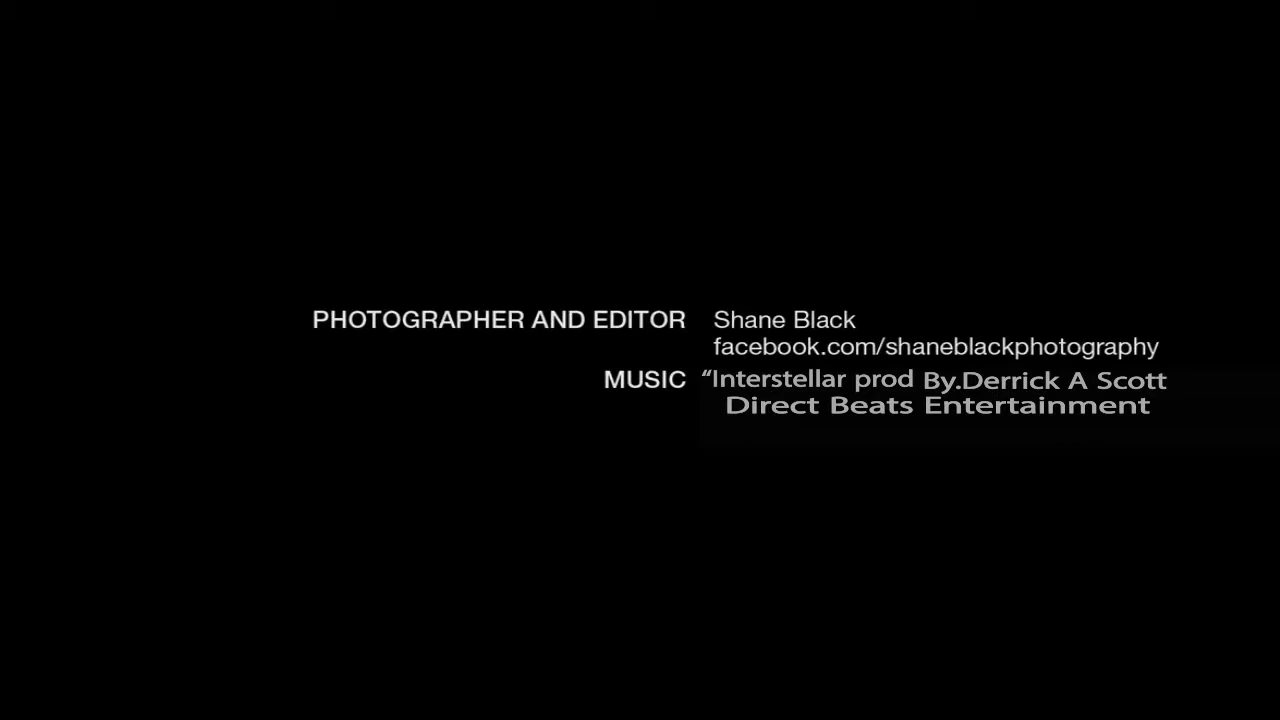 PHOTOGRAPHER AND EDITOR Shane Black
facebook.com/shaneblackphotography
MUSIC “Interstellar prod By.Derrick A Scott
Direct Beats Entertainment